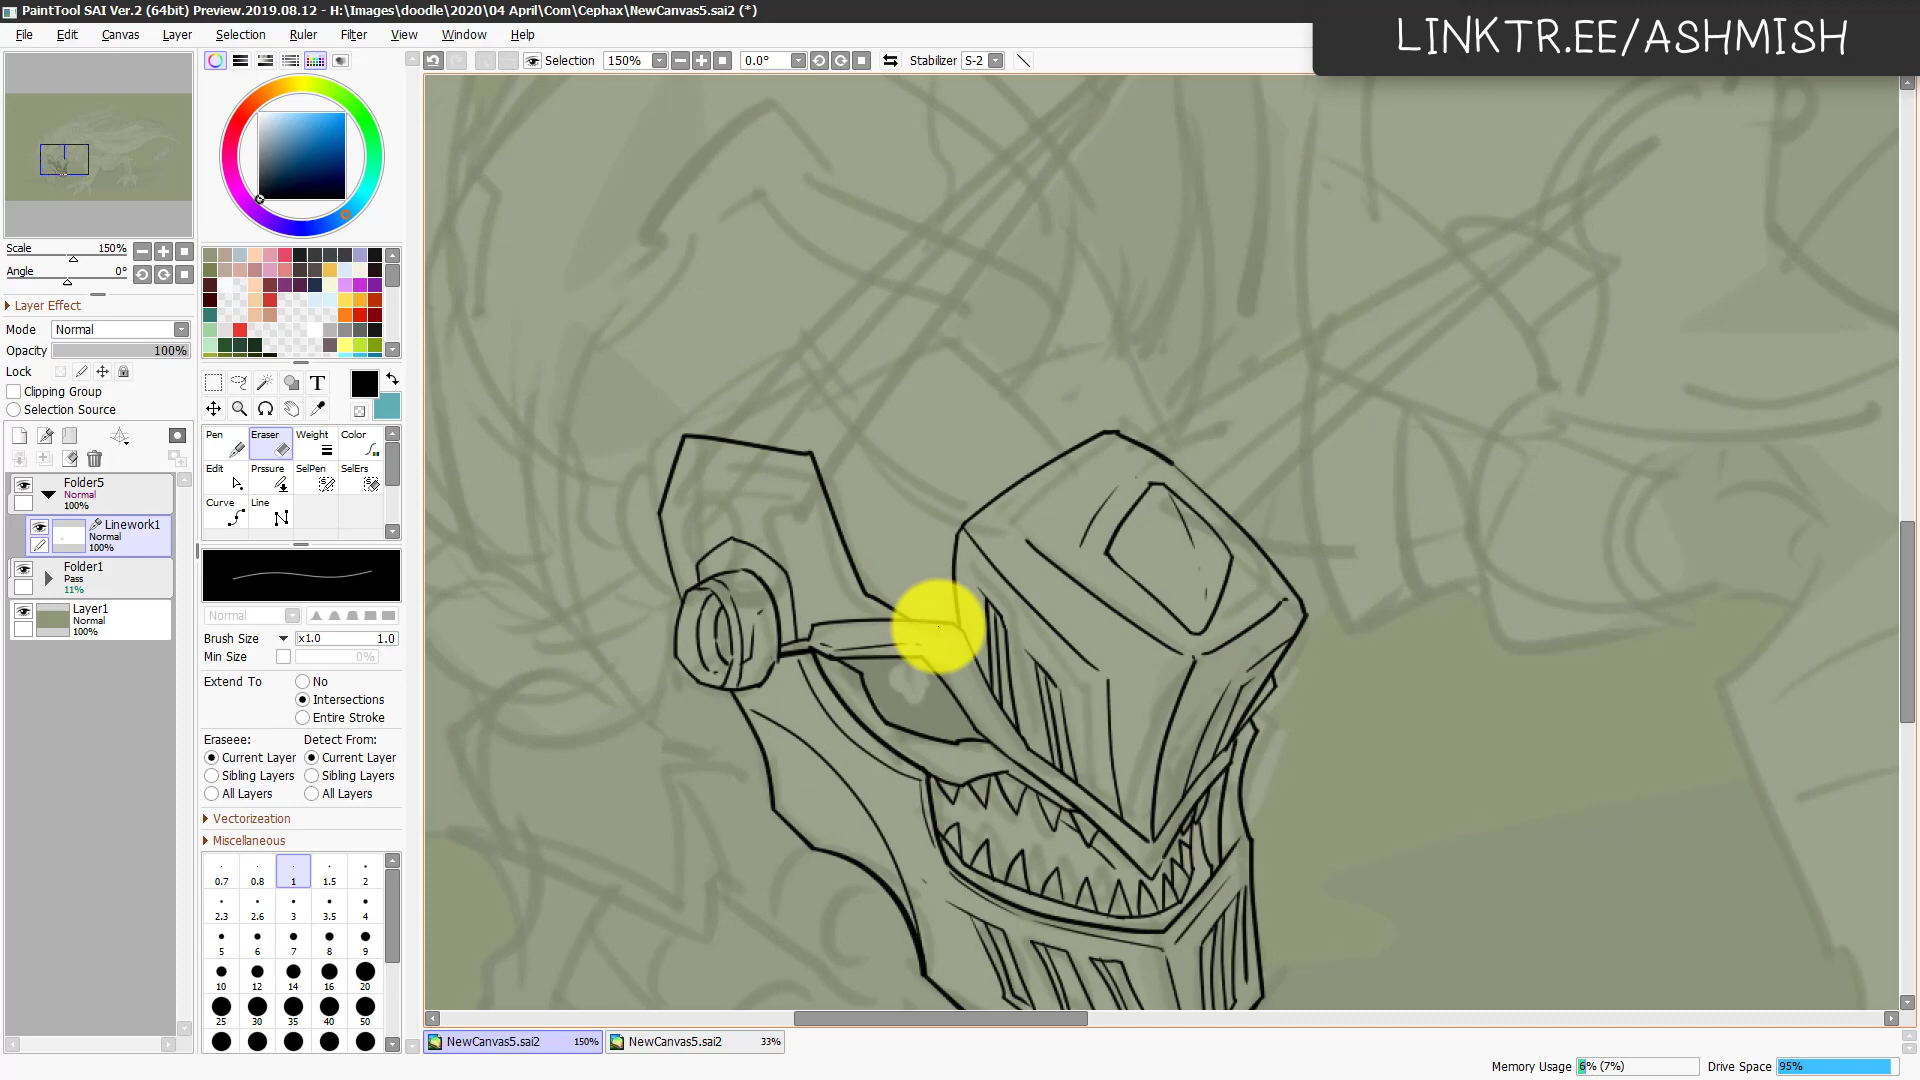 PaintTool SAI Ver.2 (64bit) Preview.2019.08.12 - H:\Images\doodle\2020\04 April\Com\Cephax\NewCanvas5.sai2 (*)
LINKTR.EE/ASHMISH
File Edit Canvas Layer Selection Ruler Filter View Window Help
Selection 150% 0.0° Stabilizer S-2
Scale 150%
Angle 0°
Layer Effect
Mode Normal
Opacity 100%
Lock
Clipping Group
Selection Source
Folder5
Normal
100%
Linework1
Normal
100%
Folder1
Pass
11%
Layer1
Normal
100%
T
Pen Eraser Weight Color
Edit Prssure SelPen SelErs
Curve Line
Normal
Brush Size x1.0 1.0
Min Size 0%
Extend To No
Intersections
Entire Stroke
Eraseee: Detect From:
Current Layer Current Layer
Sibling Layers Sibling Layers
All Layers All Layers
Vectorizeation
Miscellaneous
0.7 0.8 1 1.5 2
2.3 2.6 3 3.5 4
5 6 7 8 9
10 12 14 16 20
25 30 35 40 50
NewCanvas5.sai2 150% NewCanvas5.sai2 33%
Memory Usage 6% (7%) Drive Space 95%